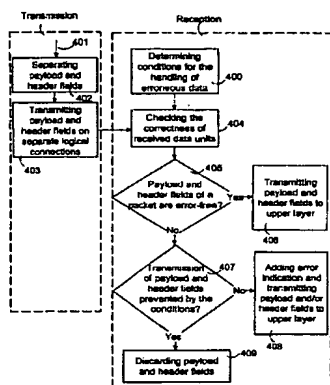 Transmission
401
Separating
payload and
header fields
402
Transmitting
payload and
header fields on
separate logical
connections
403
Reception
Determining
conditions for the
handling of
erroneous data
400
Checking the
correctness of
received data units
404
405
Payload and
header fields of a
packet are error-free?
Yes
Transmitting
payload and
header fields to
upper layer
406
No
407
Transmission
of payload and
header fields
prevented by the
conditions?
No
Adding error
indication and
transmitting
payload and/or
header fields to
upper layer
408
Yes
409
Discarding payload
and header fields